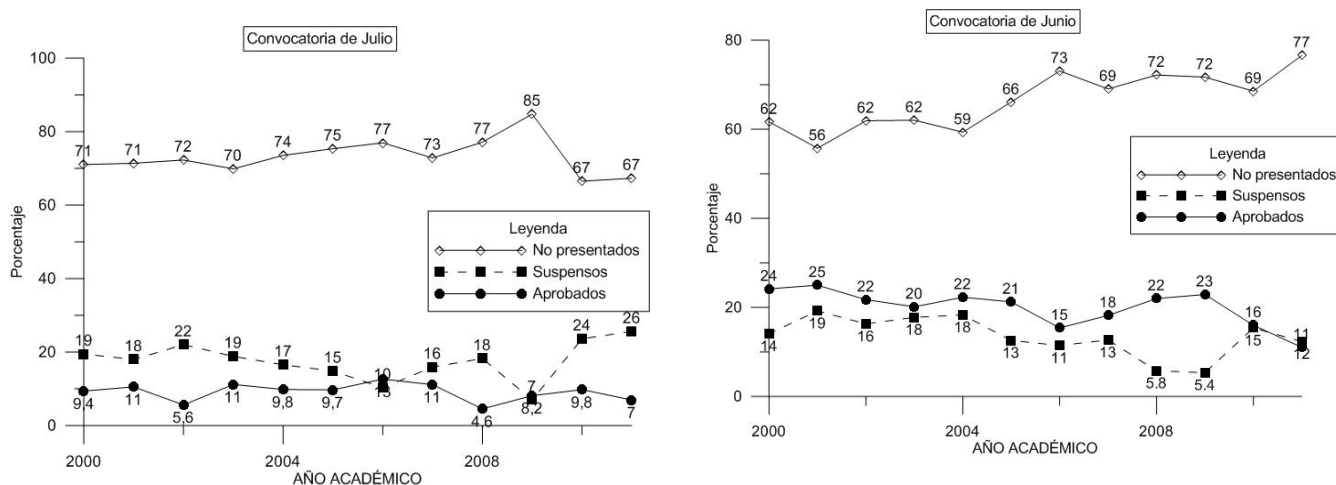 Convocatoria de Julio
100
80
60
40
20
0
Porcentaje
71 71 72 70 74 75 77 73 77 85 67 67
Leyenda
No presentados
Suspensos
Aprobados
19 18 22 19 17 15 10 16 18 7 24 26
9,4 11 5,6 11 9,8 9,7 13 11 4,6 8,2 9,8 7
2000 2004 2008
AÑO ACADÉMICO
Convocatoria de Junio
80
60
40
20
0
Porcentaje
62 56 62 62 59 66 73 69 72 72 69 77
Leyenda
No presentados
Suspensos
Aprobados
24 25 22 20 22 21 15 18 22 23 16 11
14 19 16 18 18 13 11 13 5.8 5.4 15 12
2000 2004 2008
AÑO ACADÉMICO